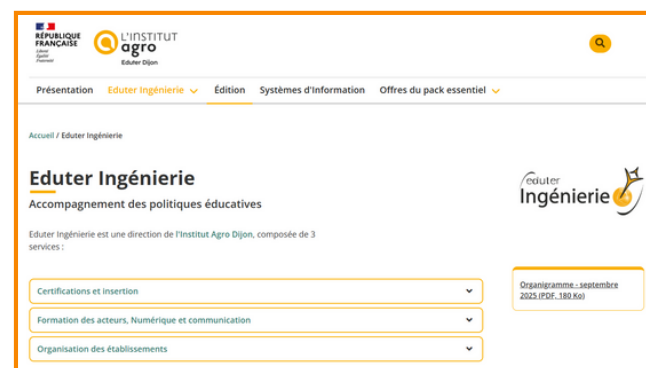 RÉPUBLIQUE
FRANÇAISE
Liberté
Égalité
Fraternité
L'INSTITUT
agro
Eduter Dijon
Présentation Eduter Ingénierie Édition Systèmes d'Information Offres du pack essentiel
Accueil / Eduter Ingénierie
Eduter Ingénierie
Accompagnement des politiques éducatives
Eduter Ingénierie est une direction de l'Institut Agro Dijon, composée de 3
services :
Certifications et insertion
Formation des acteurs, Numérique et communication
Organisation des établissements
eduter
Ingénierie
Organigramme - septembre
2025 (PDF, 180 Ko)